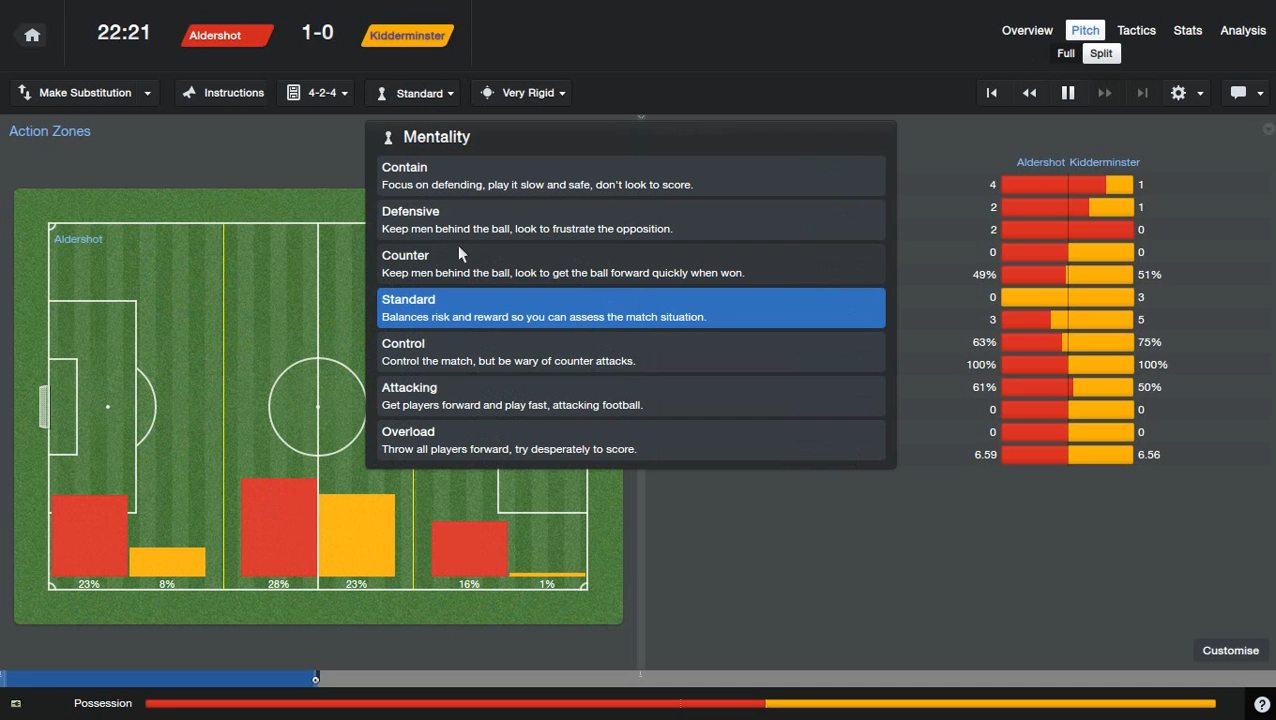 22:21 Aldershot 1-0 Kidderminster
Overview Pitch Tactics Stats Analysis
Full Split
Make Substitution Instructions 4-2-4 Standard Very Rigid
Action Zones
Mentality
Contain
Focus on defending, play it slow and safe, don't look to score.
Defensive
Keep men behind the ball, look to frustrate the opposition.
Counter
Keep men behind the ball, look to get the ball forward quickly when won.
Standard
Balances risk and reward so you can assess the match situation.
Control
Control the match, but be wary of counter attacks.
Attacking
Get players forward and play fast, attacking football.
Overload
Throw all players forward, try desperately to score.
Aldershot
23% 8% 28% 23% 16% 1%
Aldershot Kidderminster
4 1
2 1
2 0
0 0
49% 51%
0 3
3 5
63% 75%
100% 100%
61% 50%
0 0
0 0
6.59 6.56
Customise
Possession
?